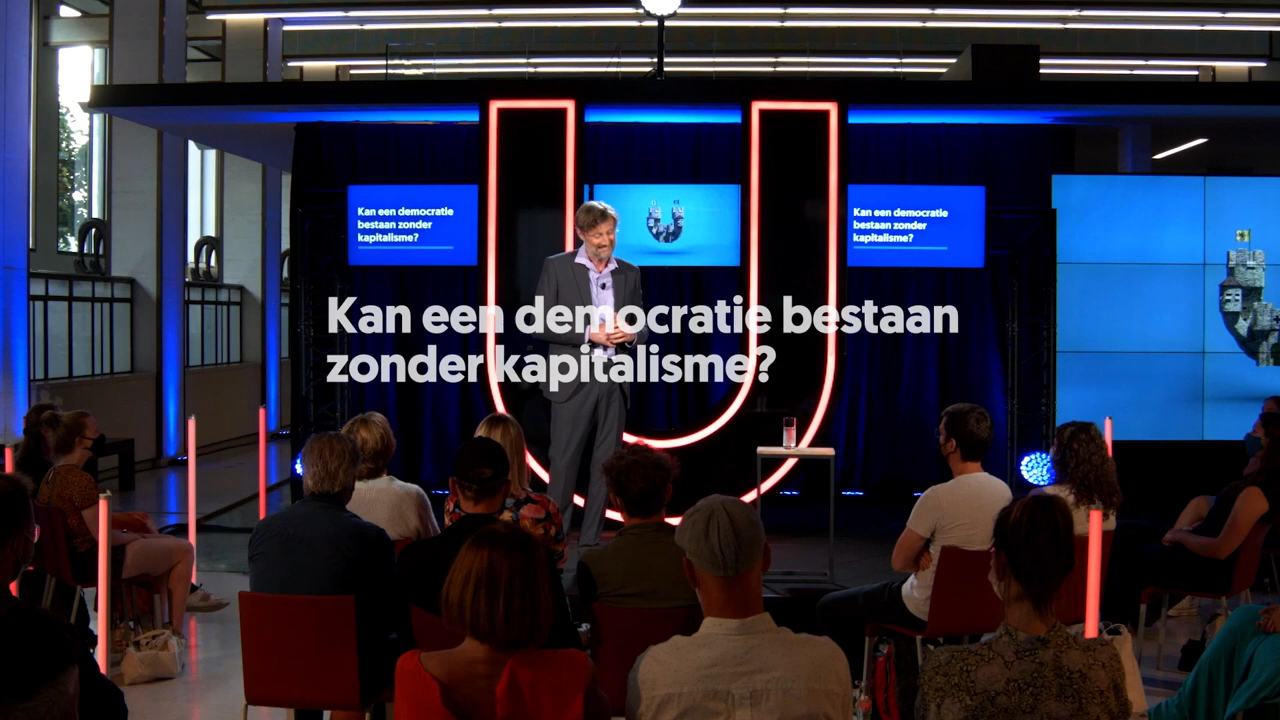 Kan een democratie
bestaan zonder
kapitalisme?
Kan een democratie
bestaan zonder
kapitalisme?
Kan een democratie bestaan
zonder kapitalisme?